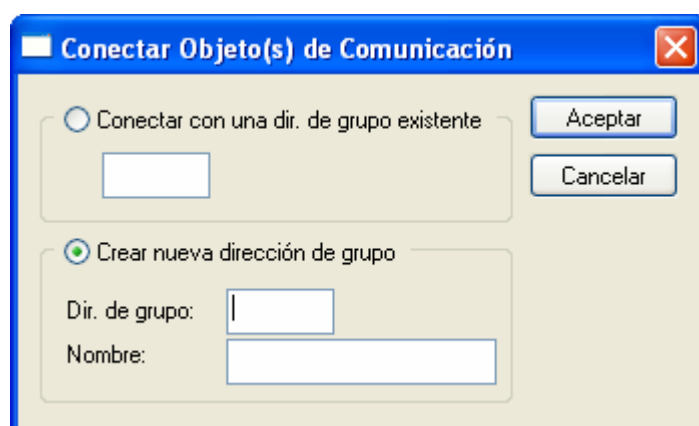 Conectar Objeto(s) de Comunicación
Conectar con una dir. de grupo existente
Aceptar
Cancelar
Crear nueva dirección de grupo
Dir. de grupo:
Nombre: